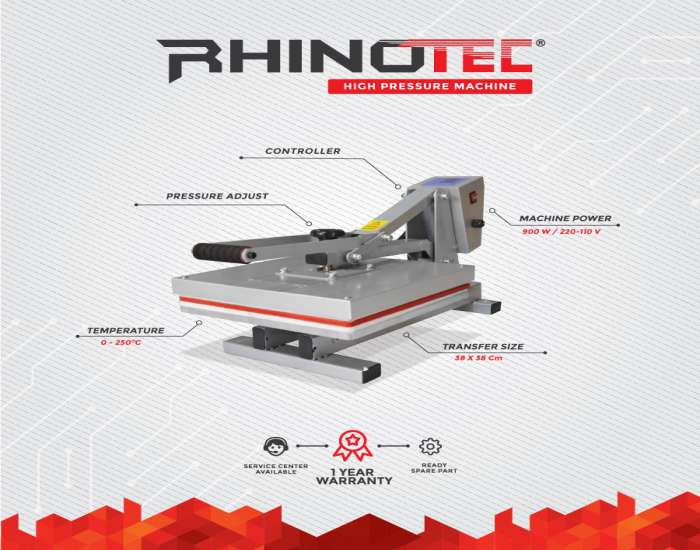 RHINOTEC®
HIGH PRESSURE MACHINE
CONTROLLER
PRESSURE ADJUST
MACHINE POWER
900 W / 220-110 V
TEMPERATURE
0 - 250°C
TRANSFER SIZE
38 X 38 Cm
SERVICE CENTER
AVAILABLE
1 YEAR
WARRANTY
READY
SPARE PART